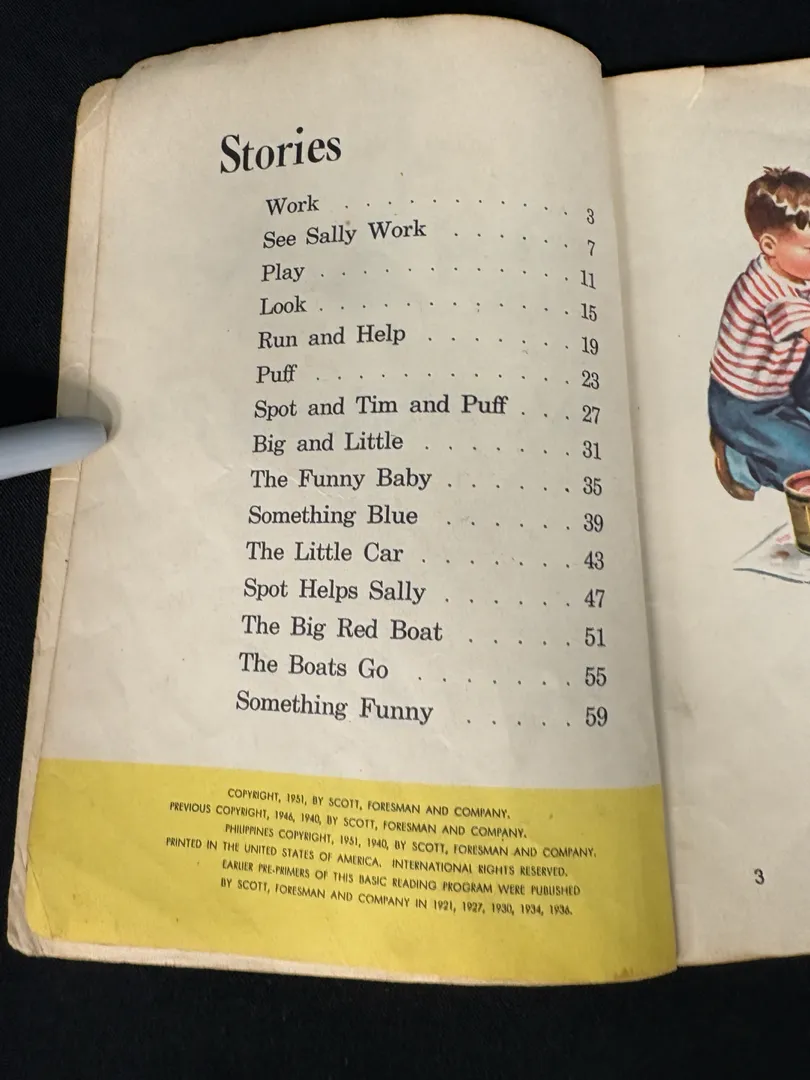 Stories
Work . . . . . . . . . . . . 3
See Sally Work . . . . . . 7
Play . . . . . . . . . . . . 11
Look . . . . . . . . . . . . 15
Run and Help . . . . . . . 19
Puff . . . . . . . . . . . . 23
Spot and Tim and Puff . . . 27
Big and Little . . . . . . . 31
The Funny Baby . . . . . . 35
Something Blue . . . . . . 39
The Little Car . . . . . . . 43
Spot Helps Sally . . . . . . 47
The Big Red Boat . . . . . 51
The Boats Go . . . . . . . 55
Something Funny . . . . . 59
COPYRIGHT, 1951, BY SCOTT, FORESMAN AND COMPANY.
PREVIOUS COPYRIGHT, 1946, 1940, BY SCOTT, FORESMAN AND COMPANY.
PHILIPPINES COPYRIGHT, 1951, 1940, BY SCOTT, FORESMAN AND COMPANY.
PRINTED IN THE UNITED STATES OF AMERICA. INTERNATIONAL RIGHTS RESERVED.
EARLIER PRE-PRIMERS OF THIS BASIC READING PROGRAM WERE PUBLISHED
BY SCOTT, FORESMAN AND COMPANY IN 1921, 1927, 1930, 1934, 1936.
3